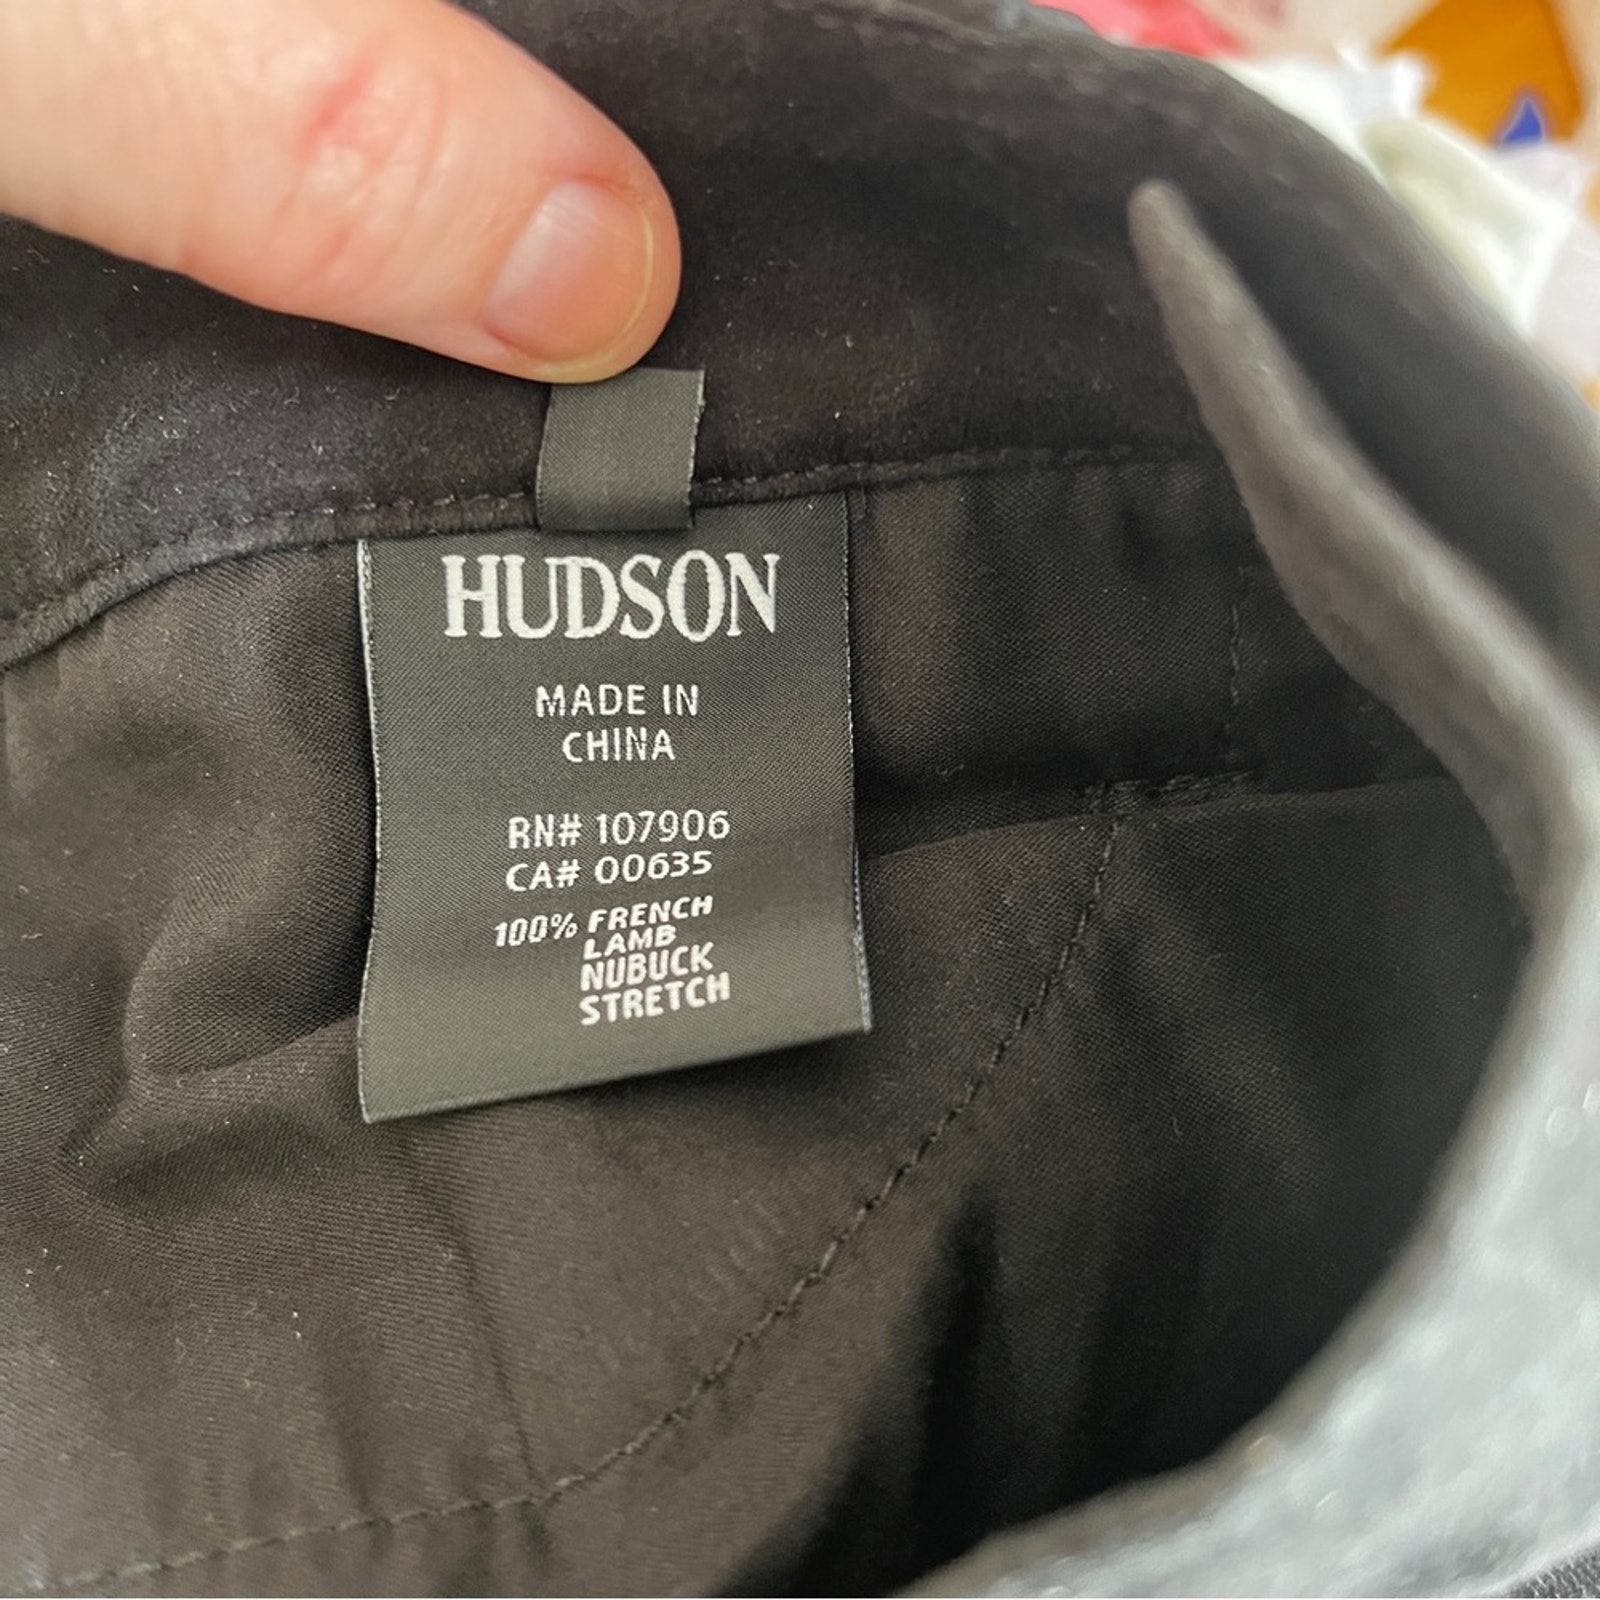 HUDSON
MADE IN
CHINA
RN# 107906
CA# 00635
100% FRENCH
LAMB
NUBUCK
STRETCH